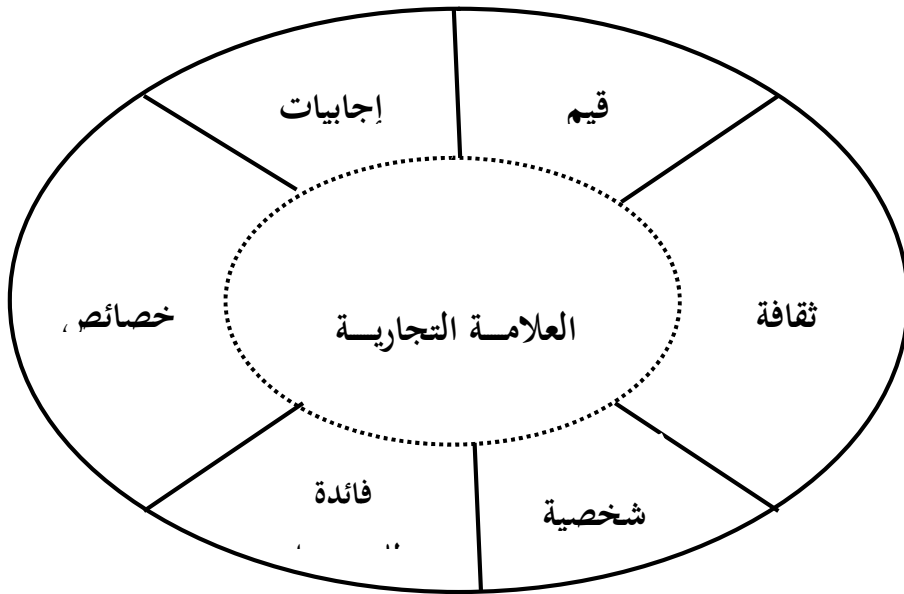 قيم
إجابيات
ثقافة
العلامــة التجاريــة
خصائص
شخصية
فائدة